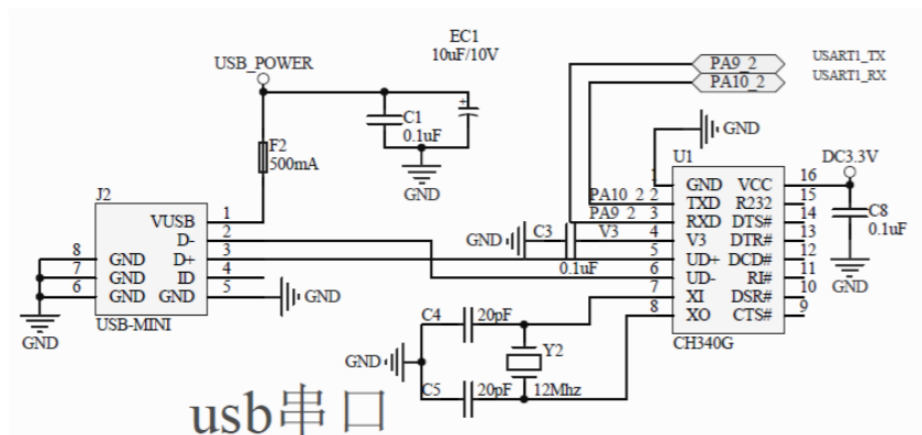 EC1
10uF/10V
USB_POWER
USART1_TX
PA9_2
USART1_RX
PA10_2
C1
0.1uF
GND
F2
500mA
GND
U1
DC3.3V
J2
VUSB 1
D- 2
8 GND D+ 3
7 GND ID 4
6 GND GND 5
USB-MINI
GND
GND
1 GND VCC 16
PA10_2 2 TXD R232 15
PA9_2 3 RXD DTS# 14
GND C3 V3 4 V3 DTR# 13
0.1uF
5 UD+ DCD# 12
6 UD- RI# 11
7 XI DSR# 10
8 XO CTS# 9
CH340G
C8
0.1uF
GND
C4 20pF
GND
Y2
C5 20pF 12Mhz
usb串口